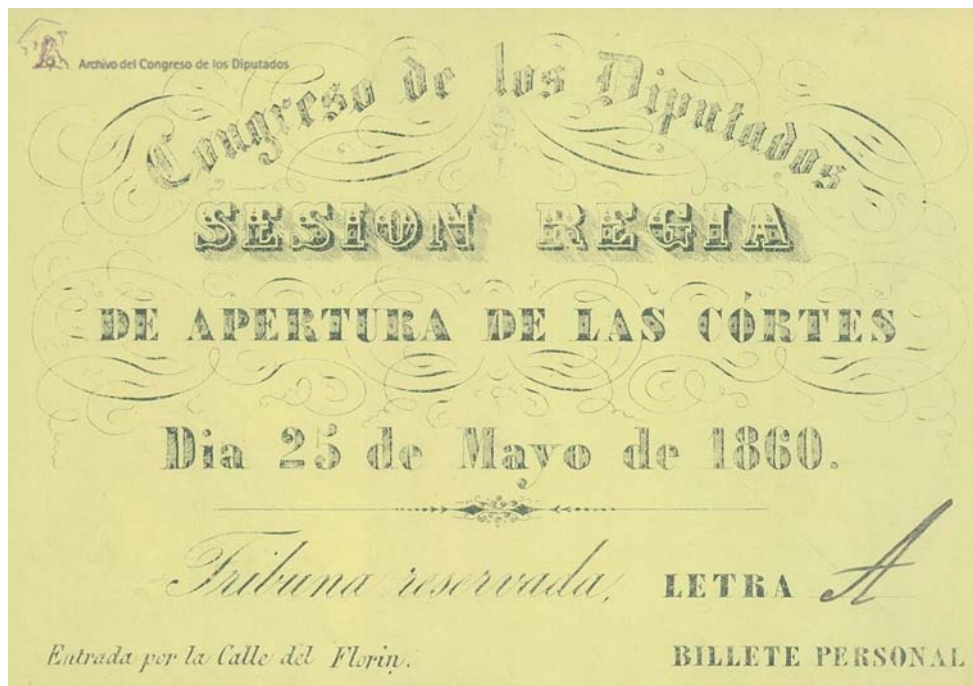 Archivo del Congreso de los Diputados
Congreso de los Diputados
SESION REGIA
DE APERTURA DE LAS CÓRTES
Dia 25 de Mayo de 1860.
Tribuna reservada, LETRA A
Entrada por la Calle del Florin. BILLETE PERSONAL